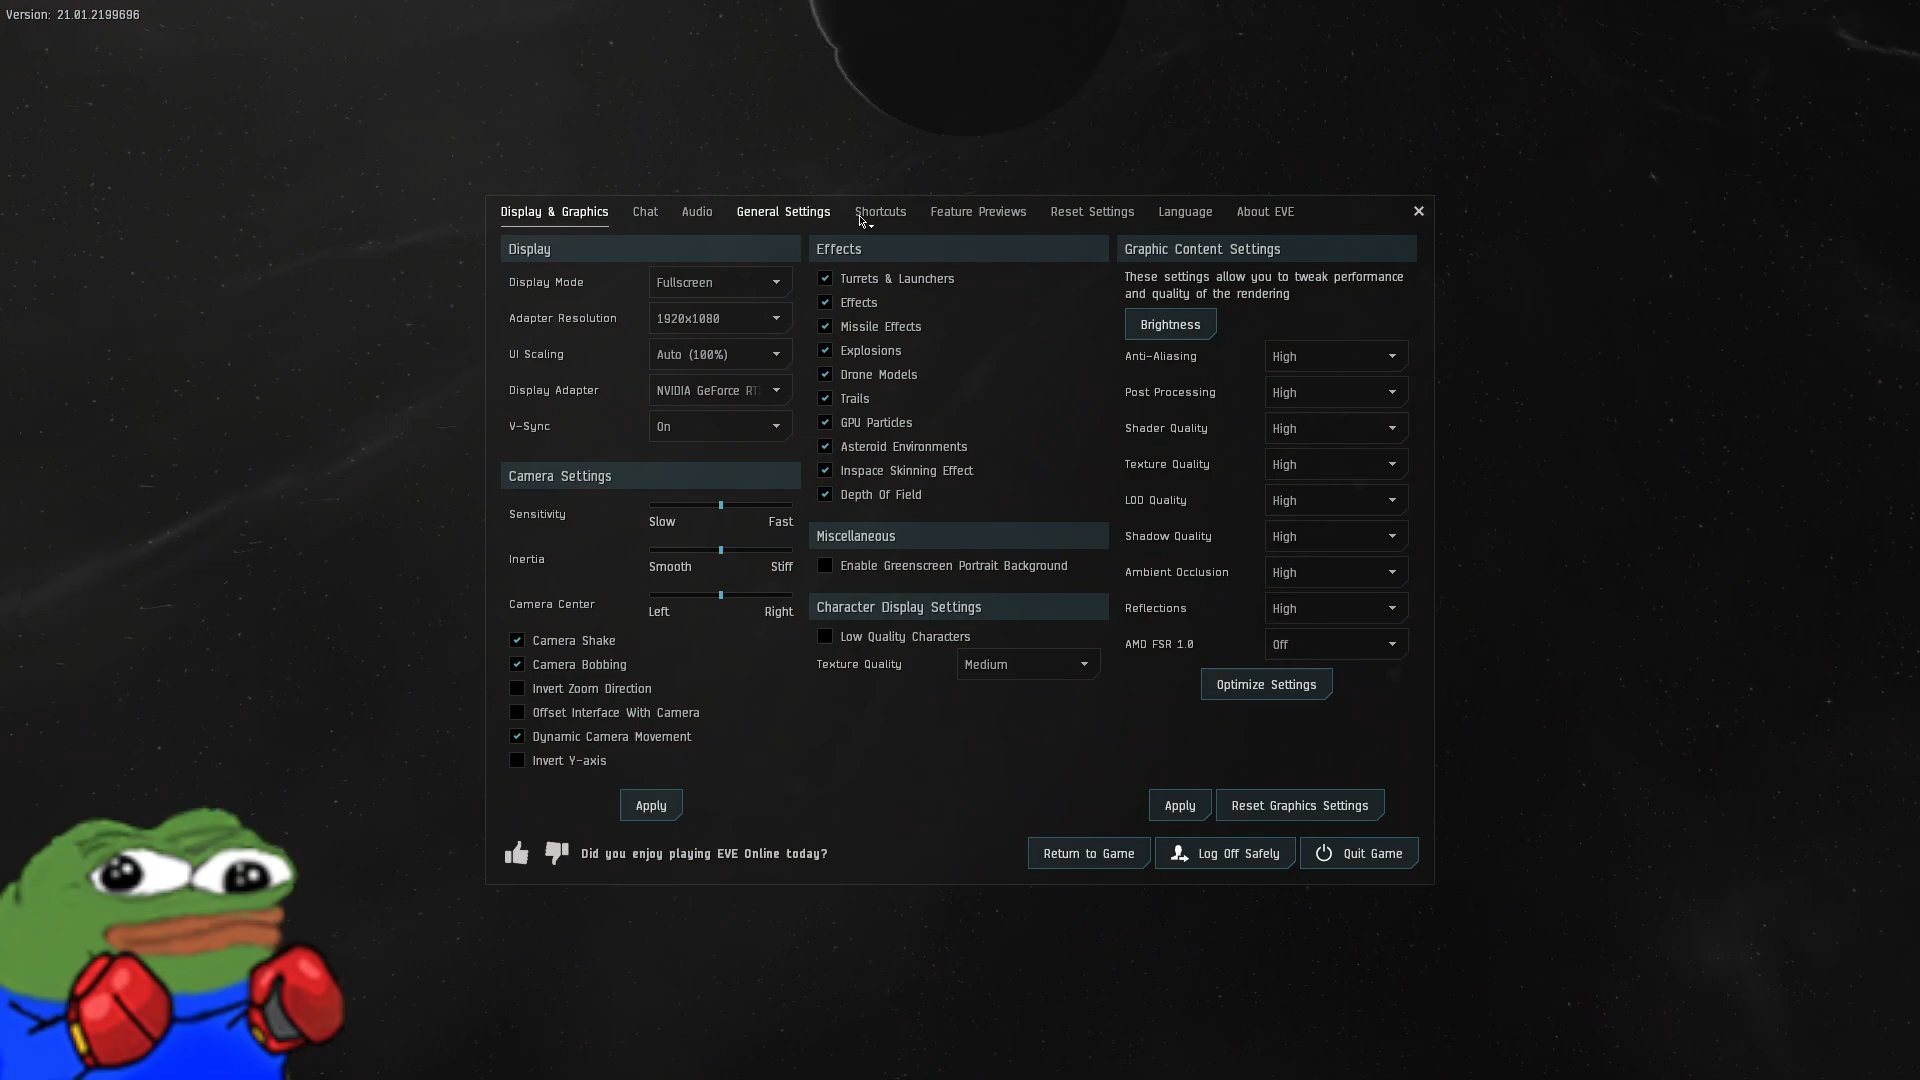 Version: 21.01.2199696
Display & Graphics
Chat
Audio
General Settings
Shortcuts
Feature Previews
Reset Settings
Language
About EVE
Display
Display Mode
Fullscreen
Adapter Resolution
1920x1080
UI Scaling
Auto (100%)
Display Adapter
NVIDIA GeForce RT
V-Sync
On
Camera Settings
Sensitivity
Slow
Fast
Inertia
Smooth
Stiff
Camera Center
Left
Right
Camera Shake
Camera Bobbing
Invert Zoom Direction
Offset Interface With Camera
Dynamic Camera Movement
Invert Y-axis
Apply
Effects
Turrets & Launchers
Effects
Missile Effects
Explosions
Drone Models
Trails
GPU Particles
Asteroid Environments
Inspace Skinning Effect
Depth Of Field
Miscellaneous
Enable Greenscreen Portrait Background
Character Display Settings
Low Quality Characters
Texture Quality
Medium
Graphic Content Settings
These settings allow you to tweak performance
and quality of the rendering
Brightness
Anti-Aliasing
High
Post Processing
High
Shader Quality
High
Texture Quality
High
LOD Quality
High
Shadow Quality
High
Ambient Occlusion
High
Reflections
High
AMD FSR 1.0
Off
Optimize Settings
Apply
Reset Graphics Settings
Did you enjoy playing EVE Online today?
Return to Game
Log Off Safely
Quit Game